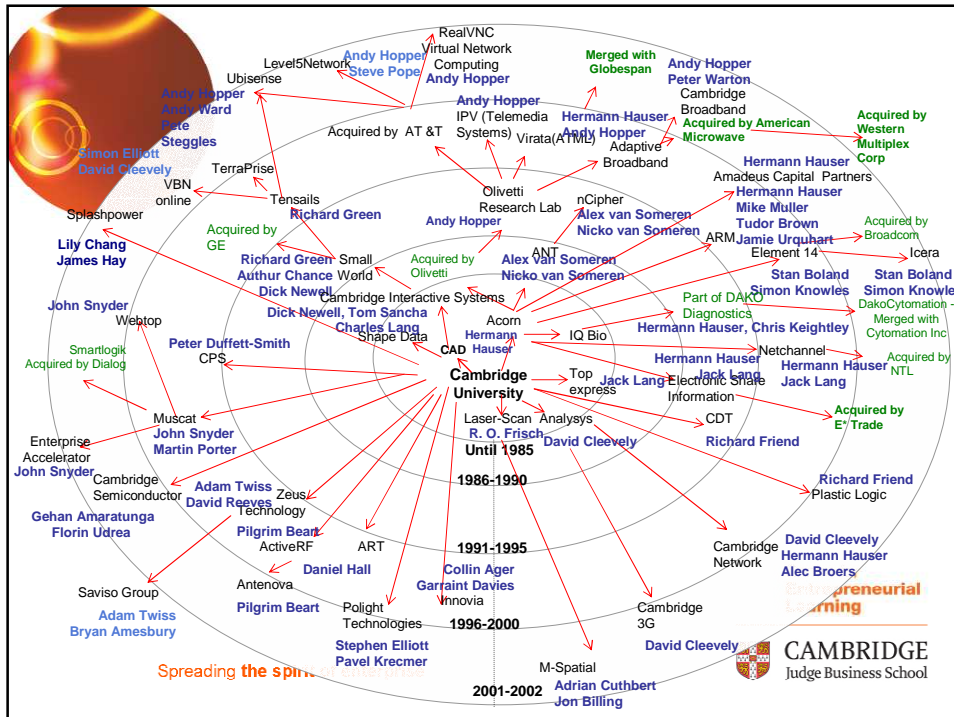 RealVNC
Virtual Network
Computing
Andy Hopper
Level5Network
Andy Hopper
Steve Pope
Ubisense
Andy Hopper
Andy Ward
Pete
Steggles
Merged with
Globespan
Andy Hopper
Peter Warton
Cambridge
Broadband
Acquired by AT &T
Andy Hopper
IPV (Telemedia
Systems)
Hermann Hauser
Andy Hopper
Virata(ATML)
Adaptive
Broadband
Acquired by American
Microwave
Acquired by
Western
Multiplex
Corp
Simon Elliott
David Cleevely
TerraPrise
VBN
online
Tensails
Richard Green
Splashpower
Lily Chang
James Hay
Olivetti
Research Lab
Andy Hopper
nCipher
Alex van Someren
Nicko van Someren
Hermann Hauser
Amadeus Capital Partners
Hermann Hauser
Mike Muller
Tudor Brown
Jamie Urquhart
ARM
Acquired by
GE
Richard Green
Authur Chance
Dick Newell
Small
World
Acquired by
Olivetti
ANT
Alex van Someren
Nicko van Someren
Element 14
Stan Boland
Simon Knowles
Acquired by
Broadcom
Icera
Stan Boland
Simon Knowle
John Snyder
Webtop
Cambridge Interactive Systems
Dick Newell, Tom Sancha
Charles Lang
Shape Data
Acorn
Hermann
Hauser
IQ Bio
Part of DAKO
Diagnostics
Hermann Hauser, Chris Keightley
DakoCytomation -
Merged with
Cytomation Inc
Smartlogik
Acquired by Dialog
Peter Duffett-Smith
CPS
CAD
Cambridge
University
Top
express
Hermann Hauser
Jack Lang
Netchannel
Hermann Hauser
Jack Lang
Acquired by
NTL
Jack Lang
Electronic Share
Information
Acquired by
E* Trade
Muscat
John Snyder
Martin Porter
Laser-Scan
R. O. Frisch
Analysys
David Cleevely
CDT
Richard Friend
Until 1985
Enterprise
Accelerator
John Snyder
Cambridge
Semiconductor
Gehan Amaratunga
Florin Udrea
1986-1990
Adam Twiss
David Reeves
Zeus
Technology
Richard Friend
Plastic Logic
Pilgrim Beart
ActiveRF
ART
Daniel Hall
1991-1995
Cambridge
Network
David Cleevely
Hermann Hauser
Alec Broers
Saviso Group
Adam Twiss
Bryan Amesbury
Antenova
Pilgrim Beart
Collin Ager
Garraint Davies
Innovia
Polight
Technologies
Stephen Elliott
Pavel Krecmer
1996-2000
Cambridge
3G
David Cleevely
Entrepreneurial
Learning
M-Spatial
Adrian Cuthbert
Jon Billing
2001-2002
Spreading the spirit of enterprise
CAMBRIDGE
Judge Business School